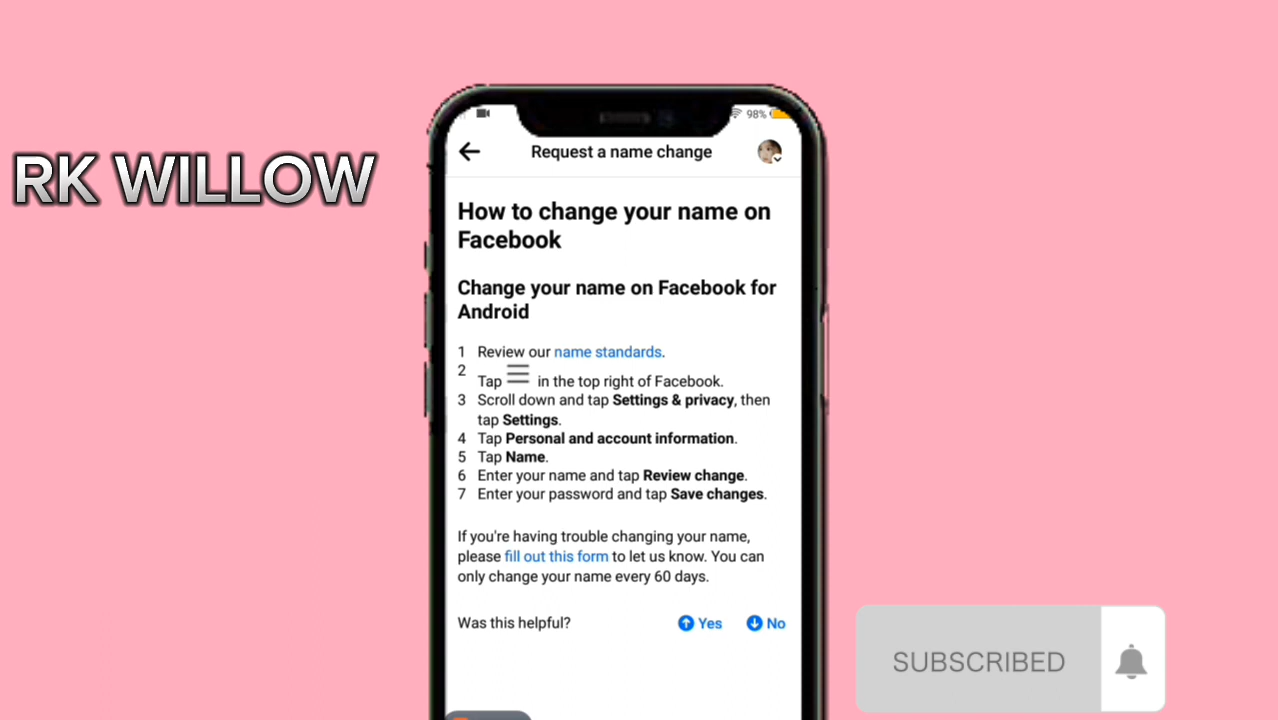 RK WILLOW
98%
Request a name change
How to change your name on
Facebook
Change your name on Facebook for
Android
1 Review our name standards.
2 Tap in the top right of Facebook.
3 Scroll down and tap Settings & privacy, then
tap Settings.
4 Tap Personal and account information.
5 Tap Name.
6 Enter your name and tap Review change.
7 Enter your password and tap Save changes.
If you're having trouble changing your name,
please fill out this form to let us know. You can
only change your name every 60 days.
Was this helpful? Yes No
SUBSCRIBED